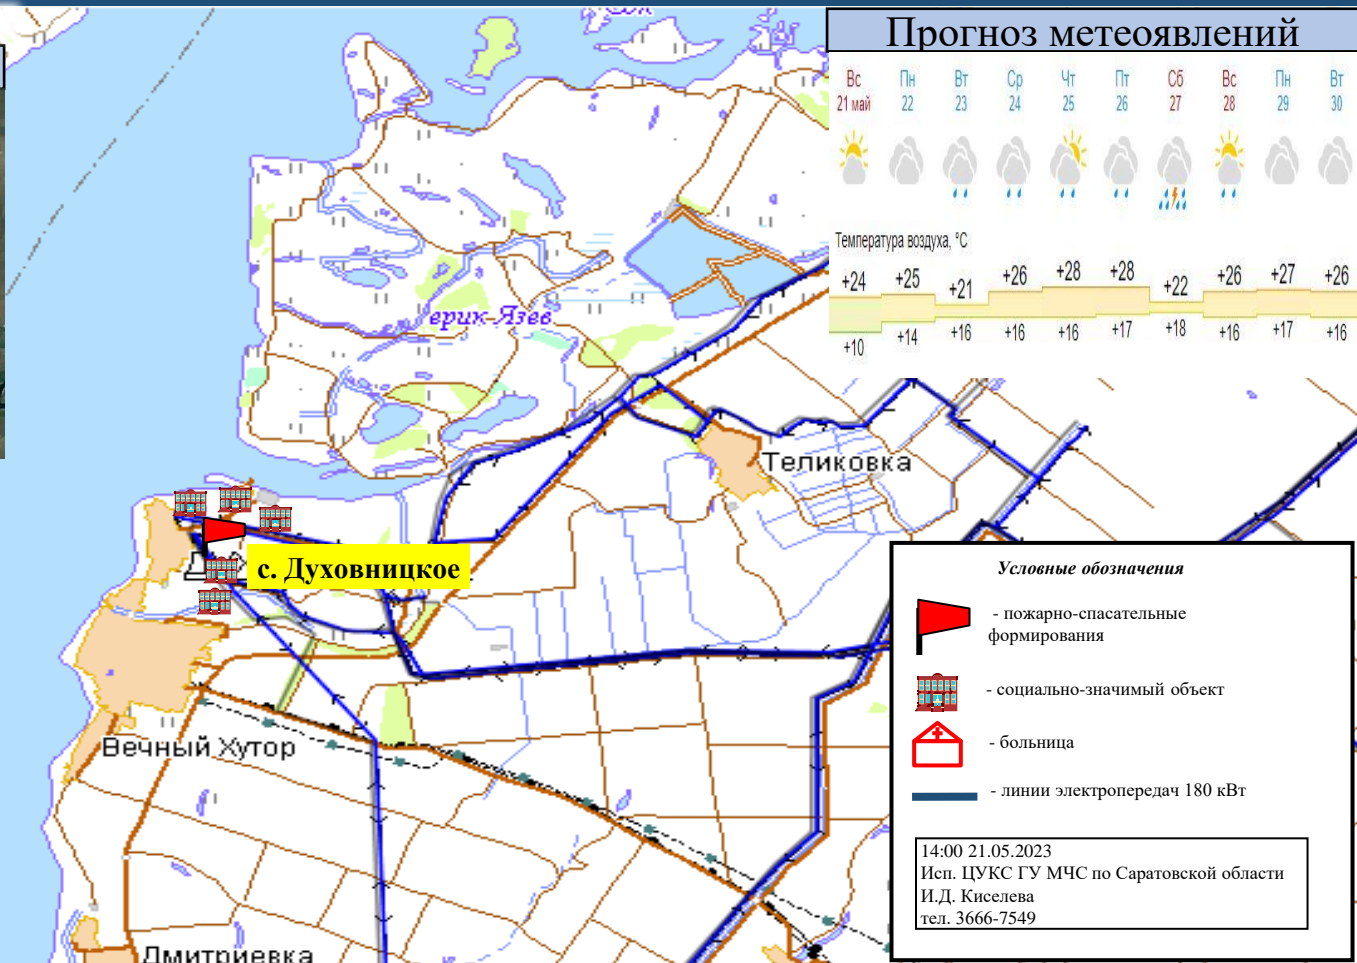 Прогноз метеоявлений
Вс Пн Вт Ср Чт Пт Сб Вс Пн Вт
21 май 22 23 24 25 26 27 28 29 30
Температура воздуха, °C
+24 +25 +21 +26 +28 +28 +22 +26 +27 +26
+10 +14 +16 +16 +16 +17 +18 +16 +17 +16
ерик Язев
Теликовка
с. Духовницкое
Вечный Хутор
Дмитриевка
Условные обозначения
- пожарно-спасательные
формирования
- социально-значимый объект
- больница
- линии электропередач 180 кВт
14:00 21.05.2023
Исп. ЦУКС ГУ МЧС по Саратовской области
И.Д. Киселева
тел. 3666-7549